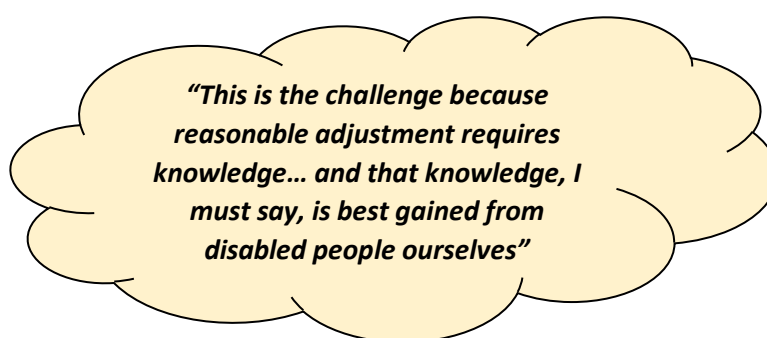 “This is the challenge because
reasonable adjustment requires
knowledge… and that knowledge, I
must say, is best gained from
disabled people ourselves”